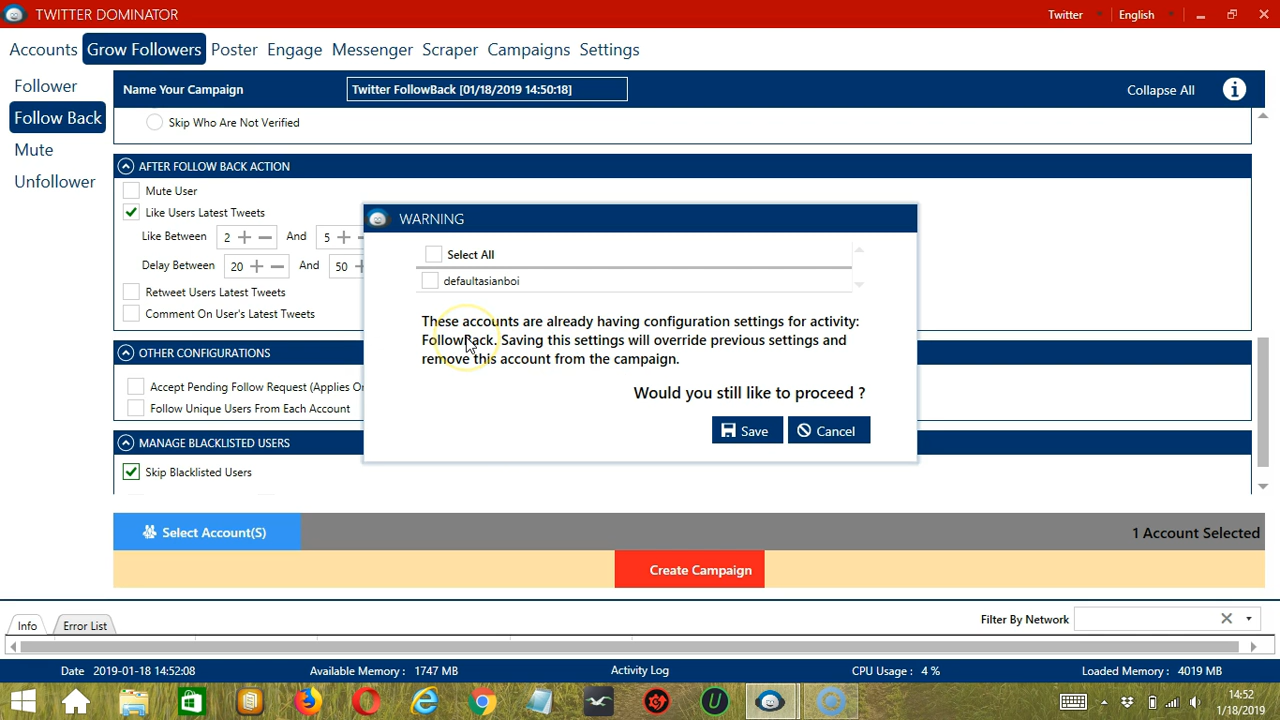 TWITTER DOMINATOR
Twitter
English
Accounts
Grow Followers
Poster
Engage
Messenger
Scraper
Campaigns
Settings
Follower
Follow Back
Mute
Unfollower
Name Your Campaign
Twitter FollowBack [01/18/2019 14:50:18]
Collapse All
Skip Who Are Not Verified
AFTER FOLLOW BACK ACTION
Mute User
Like Users Latest Tweets
Like Between 2 And 5
Delay Between 20 And 50
Retweet Users Latest Tweets
Comment On User's Latest Tweets
OTHER CONFIGURATIONS
Accept Pending Follow Request (Applies On
Follow Unique Users From Each Account
MANAGE BLACKLISTED USERS
Skip Blacklisted Users
WARNING
Select All
defaultasianboi
These accounts are already having configuration settings for activity:
FollowBack. Saving this settings will override previous settings and
remove this account from the campaign.
Would you still like to proceed ?
Save
Cancel
Select Account(S)
1 Account Selected
Create Campaign
Info
Error List
Filter By Network
Date 2019-01-18 14:52:08
Available Memory : 1747 MB
Activity Log
CPU Usage : 4 %
Loaded Memory : 4019 MB
14:52
1/18/2019